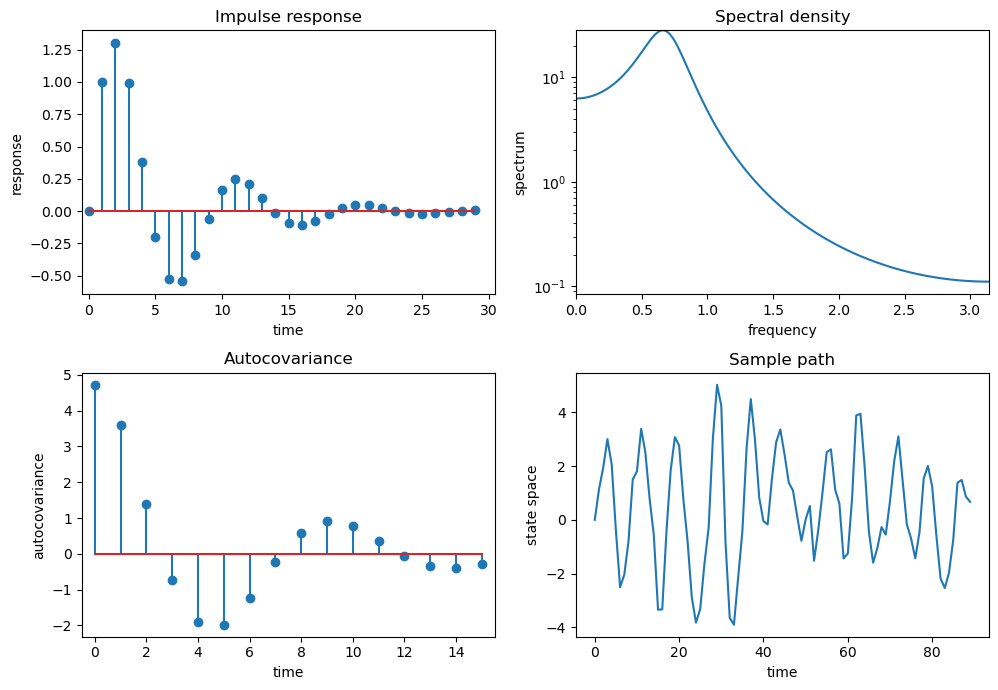 Impulse response
response
1.25
1.00
0.75
0.50
0.25
0.00
−0.25
−0.50
0 5 10 15 20 25 30
time
Spectral density
spectrum
10¹
10⁰
10⁻¹
0.0 0.5 1.0 1.5 2.0 2.5 3.0
frequency
Autocovariance
autocovariance
5
4
3
2
1
0
−1
−2
0 2 4 6 8 10 12 14
time
Sample path
state space
4
2
0
−2
−4
0 20 40 60 80
time